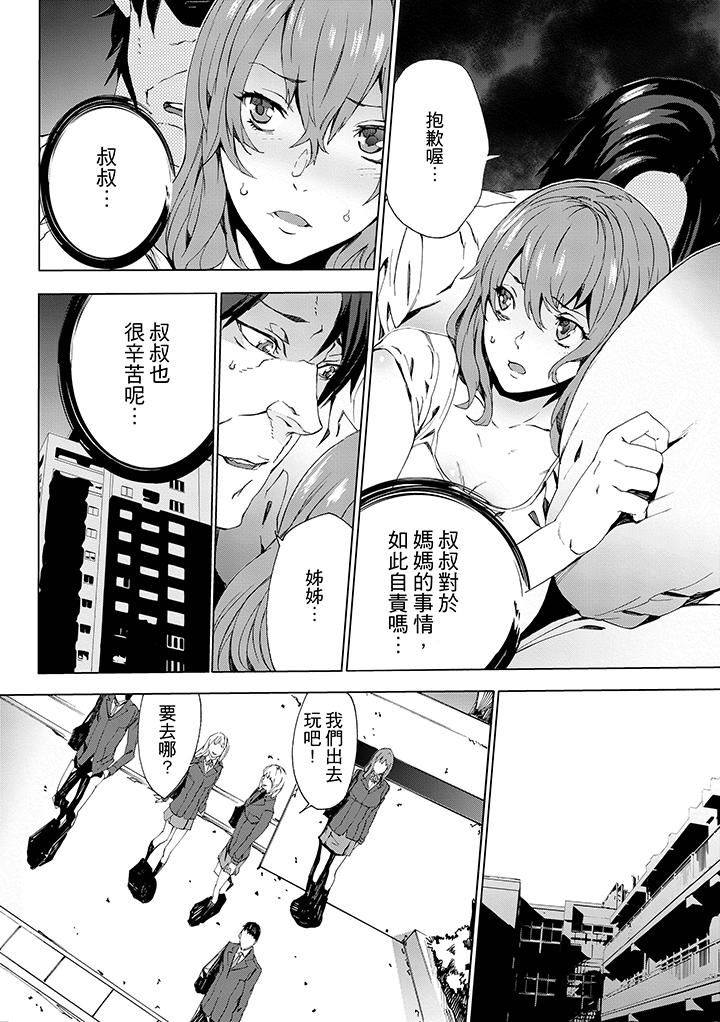 抱歉喔…
叔叔對於
媽媽的事情，
如此自責嗎…
叔叔…
叔叔也
很辛苦呢…
姊姊…
我們出去
玩吧！
要去哪？